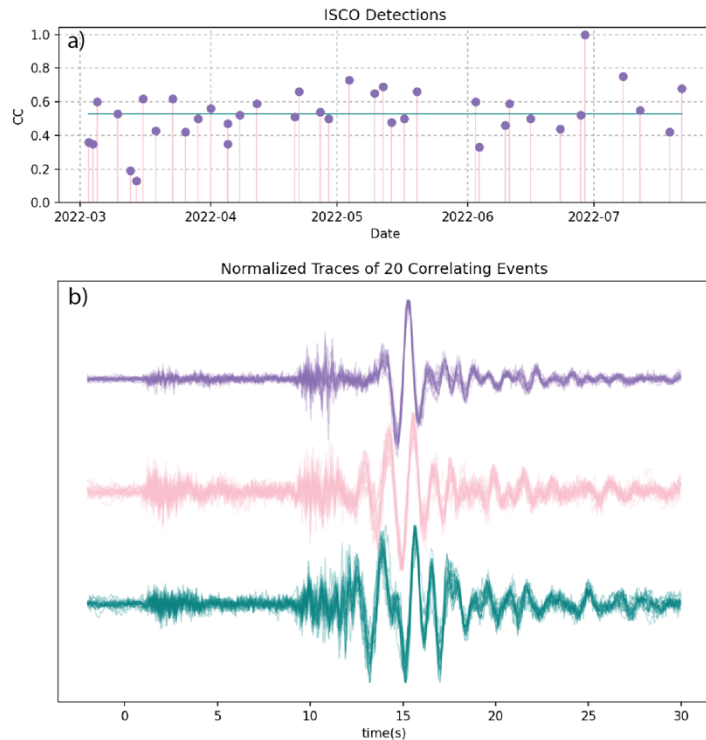 ISCO Detections
a)
1.0
0.8
0.6
0.4
0.2
0.0
CC
2022-03 2022-04 2022-05 2022-06 2022-07
Date
Normalized Traces of 20 Correlating Events
b)
0 5 10 15 20 25 30
time(s)